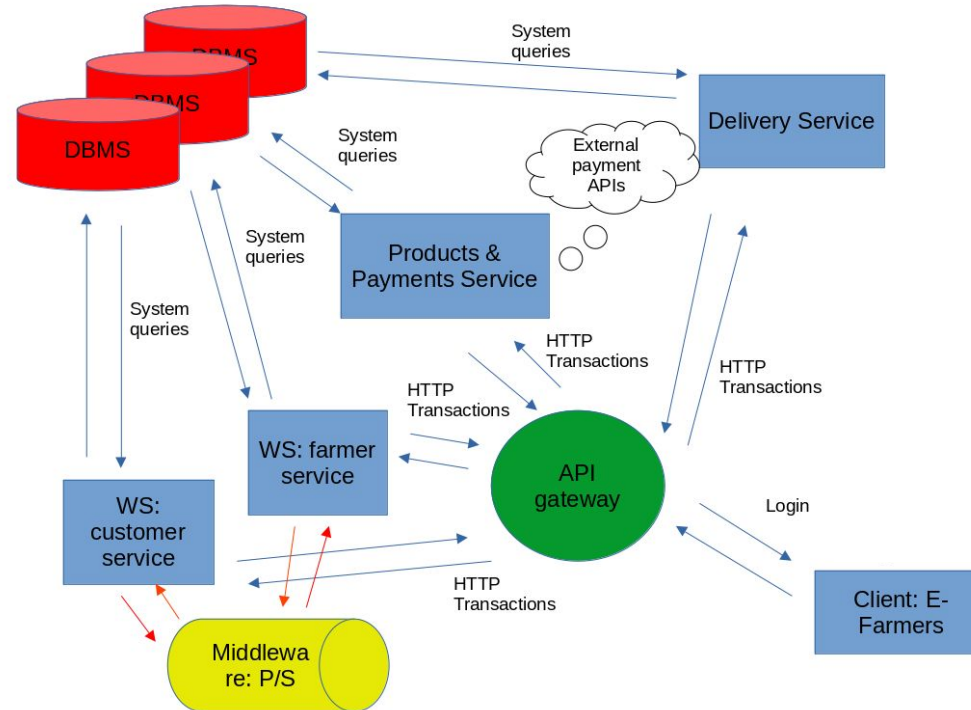 System
queries
DBMS
DBMS
DBMS
Delivery Service
External
payment
APIs
System
queries
Products &
Payments Service
System
queries
System
queries
HTTP
Transactions
HTTP
Transactions
HTTP
Transactions
WS: farmer
service
API
gateway
WS:
customer
service
Login
HTTP
Transactions
Client: E-
Farmers
Middlewa
re: P/S